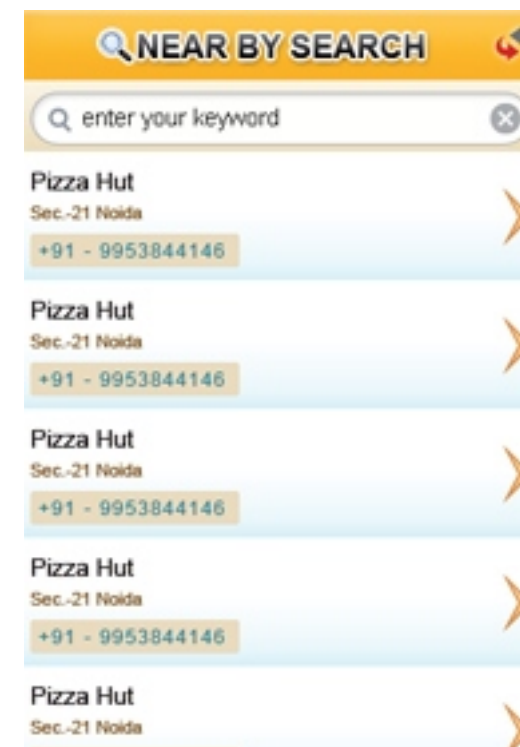 NEAR BY SEARCH
enter your keyword
Pizza Hut
Sec.-21 Noida
+91 - 9953844146
Pizza Hut
Sec.-21 Noida
+91 - 9953844146
Pizza Hut
Sec.-21 Noida
+91 - 9953844146
Pizza Hut
Sec.-21 Noida
+91 - 9953844146
Pizza Hut
Sec.-21 Noida